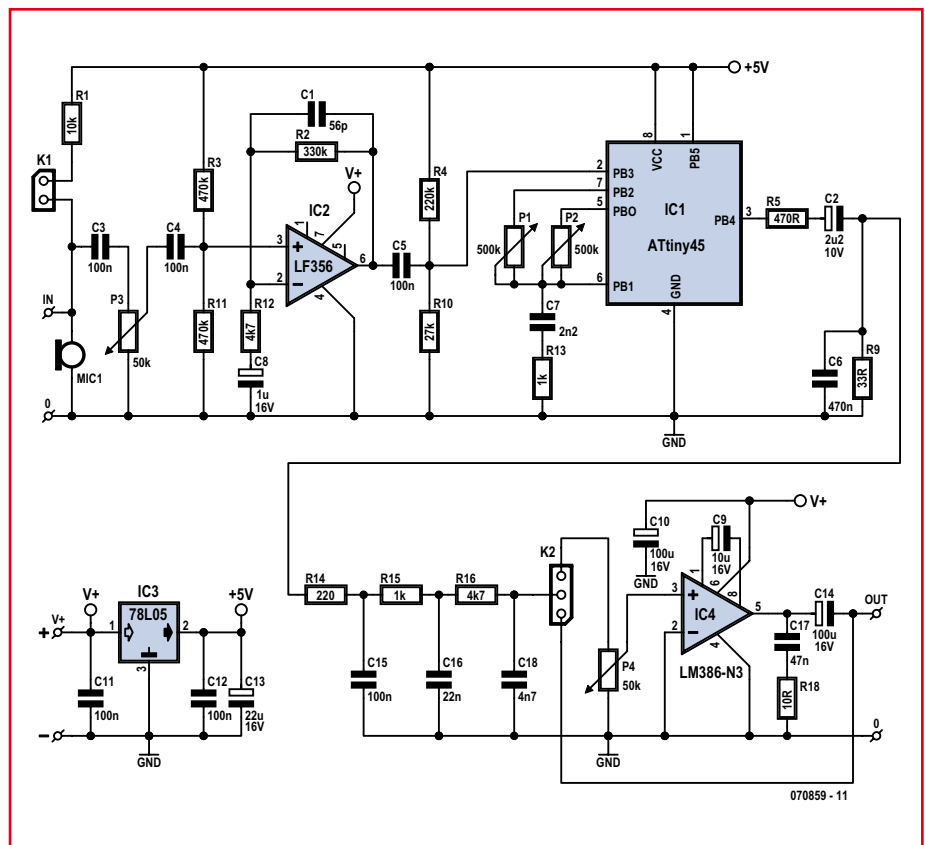 +5V
R1
10k
K1
C3
100n
P3
50k
IN
MIC1
0
C4
100n
R3
470k
R11
470k
C1
56p
R2
330k
V+
IC2
LF356
3
+
2
−
1
7
5
6
4
R12
4k7
C8
1u
16V
C5
100n
R4
220k
R10
27k
P1
500k
P2
500k
C7
2n2
R13
1k
8
VCC
1
PB5
2
PB3
7
PB2
5
PB0
6
PB1
IC1
ATtiny45
PB4
3
GND
4
GND
R5
470R
C2
2u2
10V
C6
470n
R9
33R
V+
+
V+
IC3
78L05
1
2
3
+5V
C11
100n
C12
100n
C13
22u
16V
−
GND
R14
220
R15
1k
R16
4k7
C15
100n
C16
22n
C18
4n7
K2
P4
50k
GND
C10
100u
16V
GND
C9
10u
16V
V+
1
6
8
3
+
2
−
IC4
5
4
LM386-N3
C17
47n
R18
10R
C14
100u
16V
OUT
0
070859 - 11